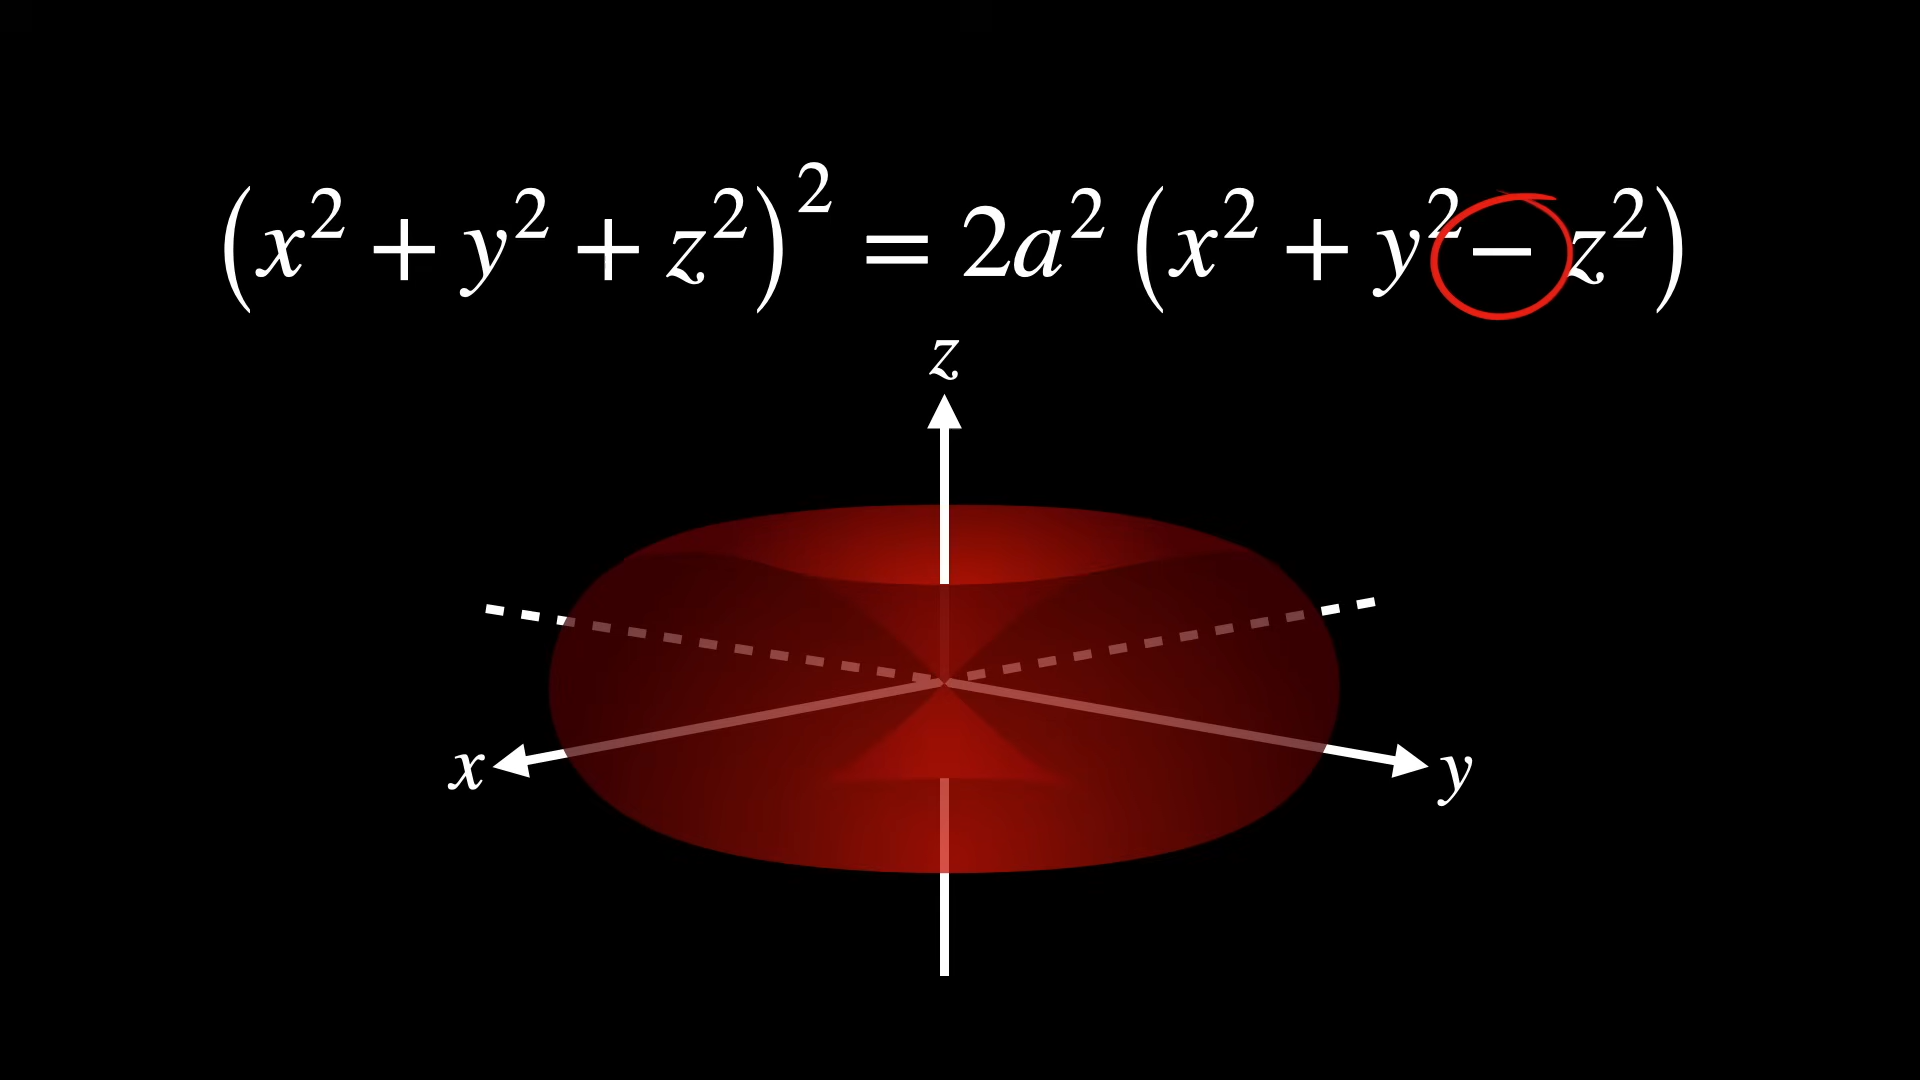 (x² + y² + z²)² = 2a² (x² + y² − z²)
z
x
y